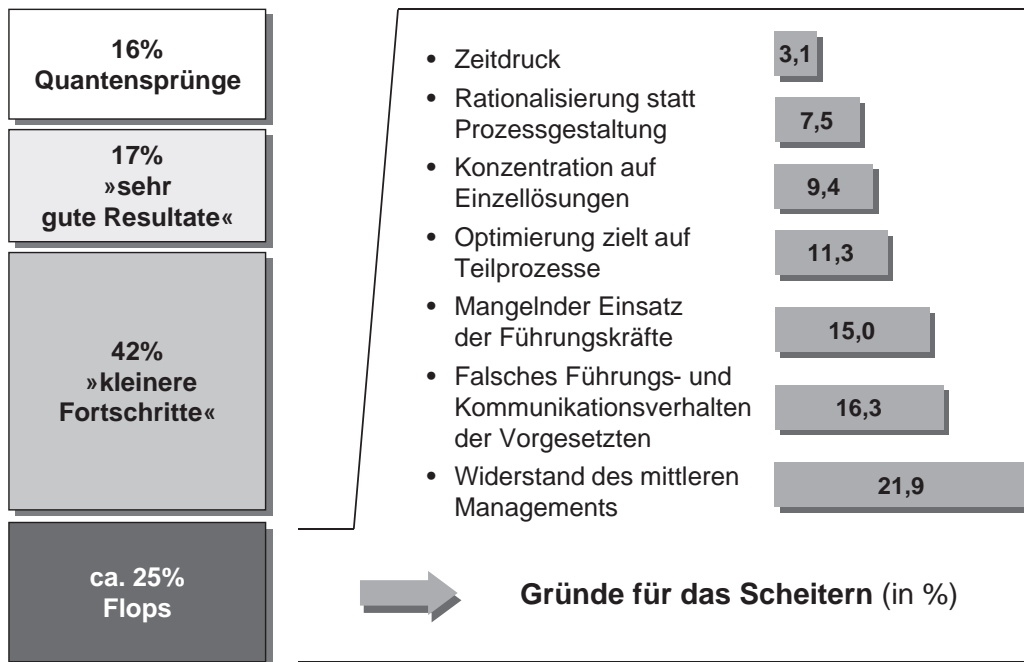 16%
Quantensprünge
17%
»sehr
gute Resultate«
42%
»kleinere
Fortschritte«
ca. 25%
Flops
• Zeitdruck
3,1
• Rationalisierung statt
Prozessgestaltung
7,5
• Konzentration auf
Einzellösungen
9,4
• Optimierung zielt auf
Teilprozesse
11,3
• Mangelnder Einsatz
der Führungskräfte
15,0
• Falsches Führungs- und
Kommunikationsverhalten
der Vorgesetzten
16,3
• Widerstand des mittleren
Managements
21,9
Gründe für das Scheitern (in %)